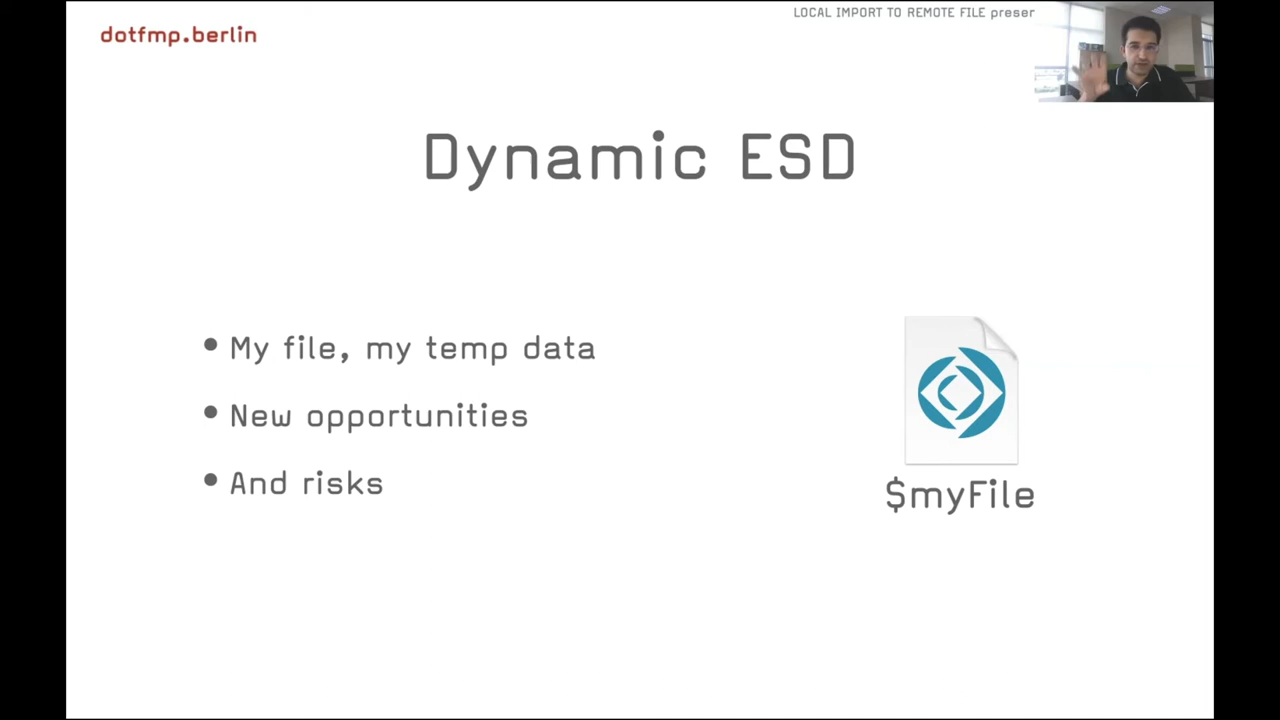 LOCAL IMPORT TO REMOTE FILE preser
dotfmp.berlin
Dynamic ESD
• My file, my temp data
• New opportunities
• And risks
$myFile